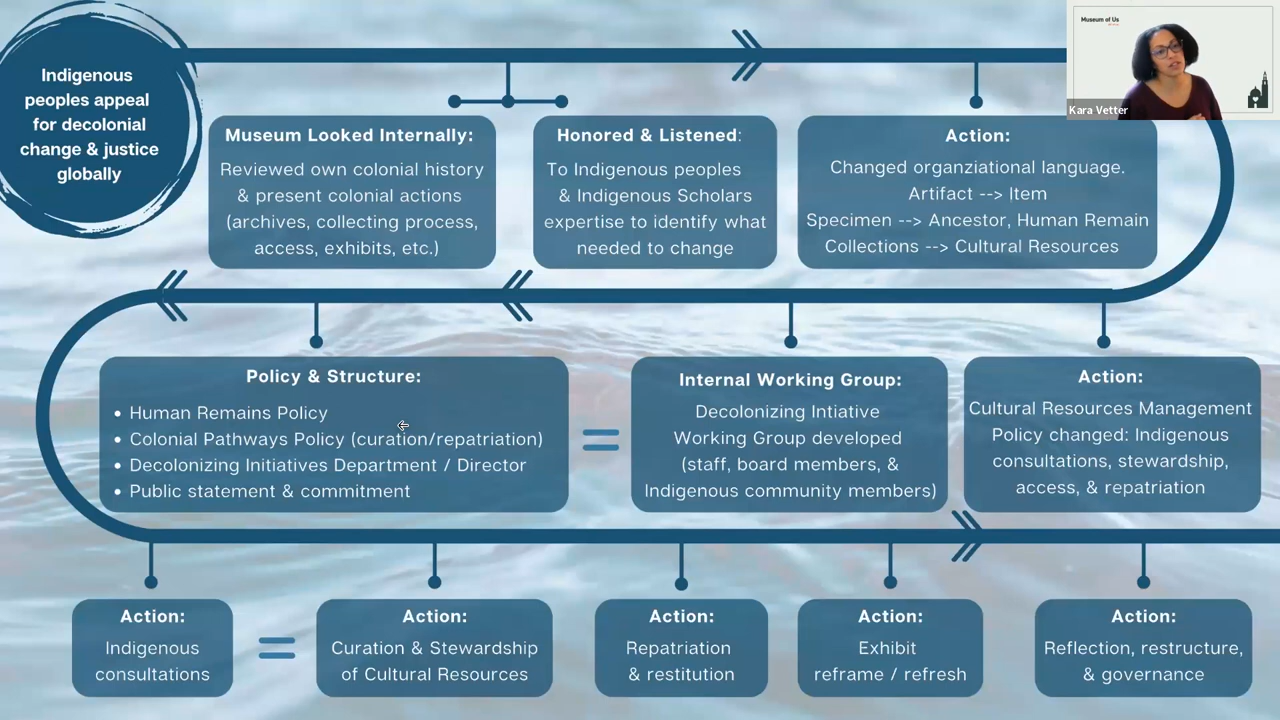 Indigenous
peoples appeal
for decolonial
change & justice
globally
Museum Looked Internally:
Reviewed own colonial history
& present colonial actions
(archives, collecting process,
access, exhibits, etc.)
Honored & Listened:
To Indigenous peoples
& Indigenous Scholars
expertise to identify what
needed to change
Action:
Changed organziational language.
Artifact --> Item
Specimen --> Ancestor, Human Remain
Collections --> Cultural Resources
Museum of Us
Kara Vetter
Policy & Structure:
• Human Remains Policy
• Colonial Pathways Policy (curation/repatriation)
• Decolonizing Initiatives Department / Director
• Public statement & commitment
=
Internal Working Group:
Decolonizing Intiative
Working Group developed
(staff, board members, &
Indigenous community members)
Action:
Cultural Resources Management
Policy changed: Indigenous
consultations, stewardship,
access, & repatriation
Action:
Indigenous
consultations
=
Action:
Curation & Stewardship
of Cultural Resources
Action:
Repatriation
& restitution
Action:
Exhibit
reframe / refresh
Action:
Reflection, restructure,
& governance